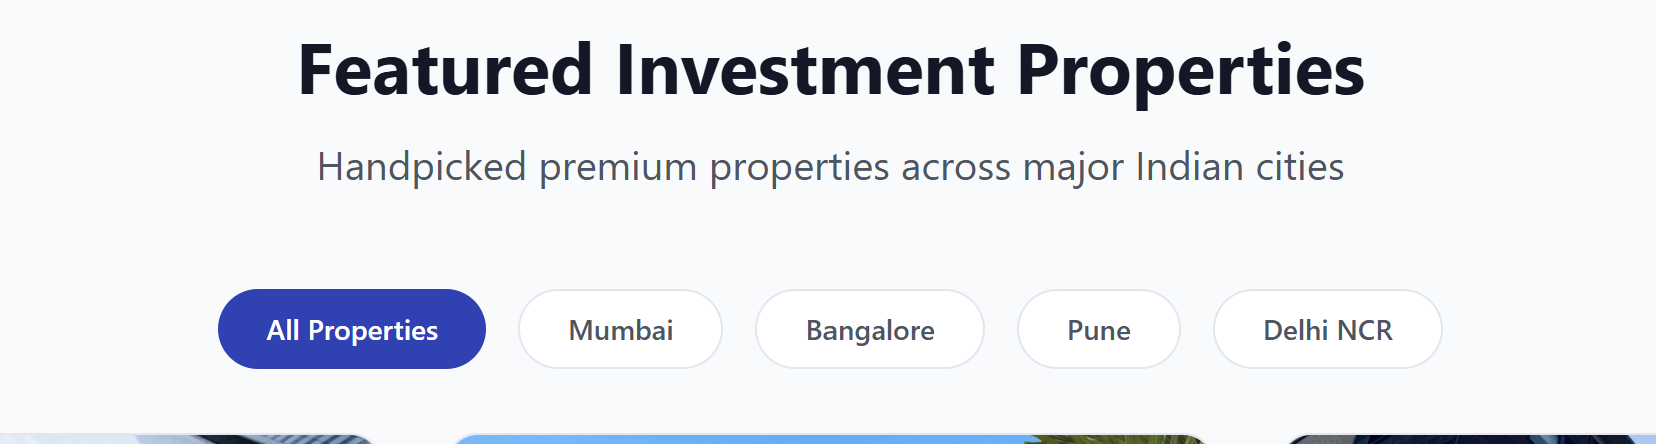 Featured Investment Properties
Handpicked premium properties across major Indian cities
All Properties Mumbai Bangalore Pune Delhi NCR